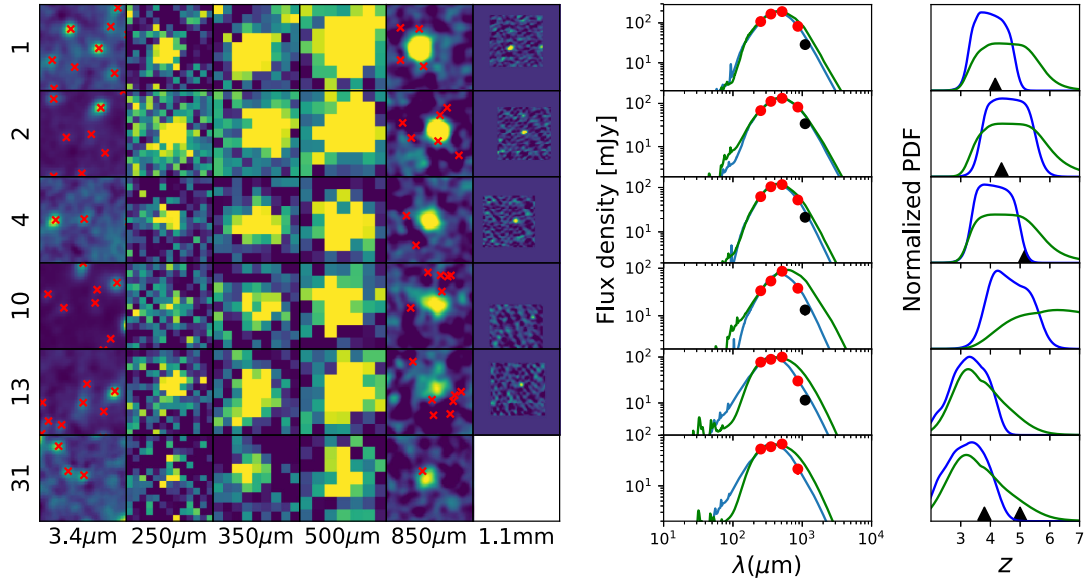 1
2
4
10
13
31
3.4μm 250μm 350μm 500μm 850μm 1.1mm
Flux density [mJy]
10²
10¹
10²
10¹
10²
10¹
10²
10¹
10²
10¹
10²
10¹
10¹ 10² 10³ 10⁴
λ(μm)
Normalized PDF
3 4 5 6 7
z